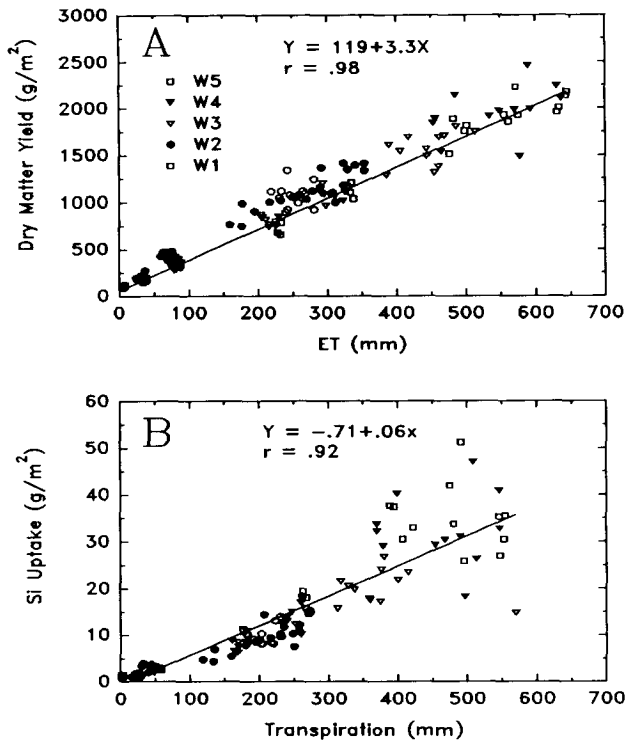 A
Y = 119+3.3X
r = .98
W5
W4
W3
W2
W1
Dry Matter Yield (g/m²)
3000
2500
2000
1500
1000
500
0
0 100 200 300 400 500 600 700
ET (mm)
B
Y = -.71+.06x
r = .92
Si Uptake (g/m²)
60
50
40
30
20
10
0
0 100 200 300 400 500 600 700
Transpiration (mm)